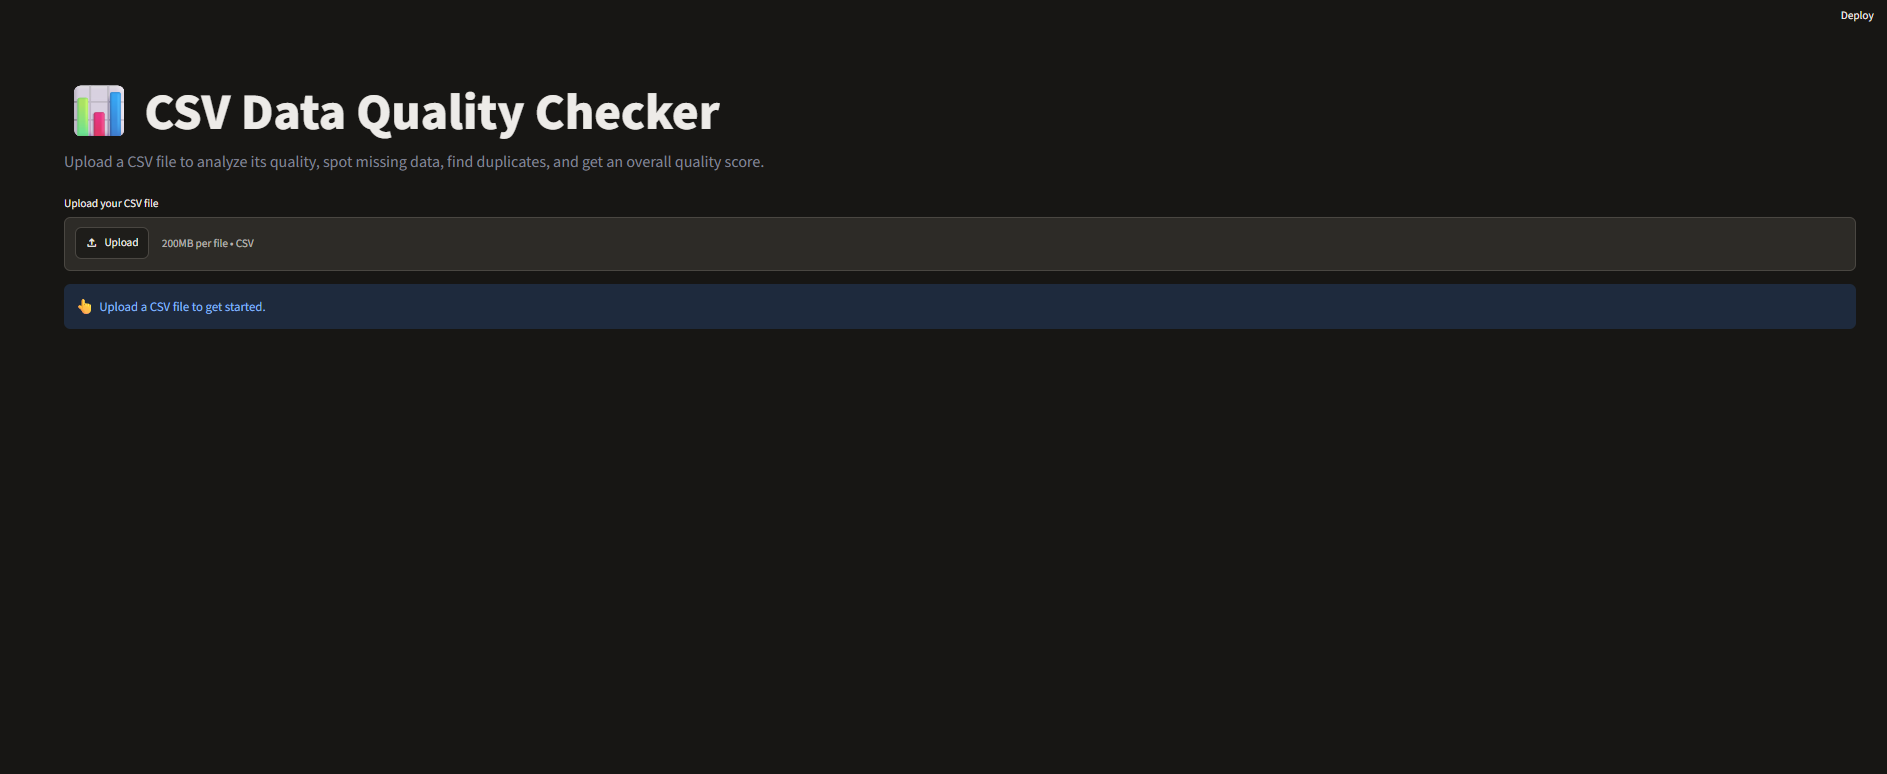 Deploy
CSV Data Quality Checker
Upload a CSV file to analyze its quality, spot missing data, find duplicates, and get an overall quality score.
Upload your CSV file
Upload
200MB per file • CSV
👆 Upload a CSV file to get started.